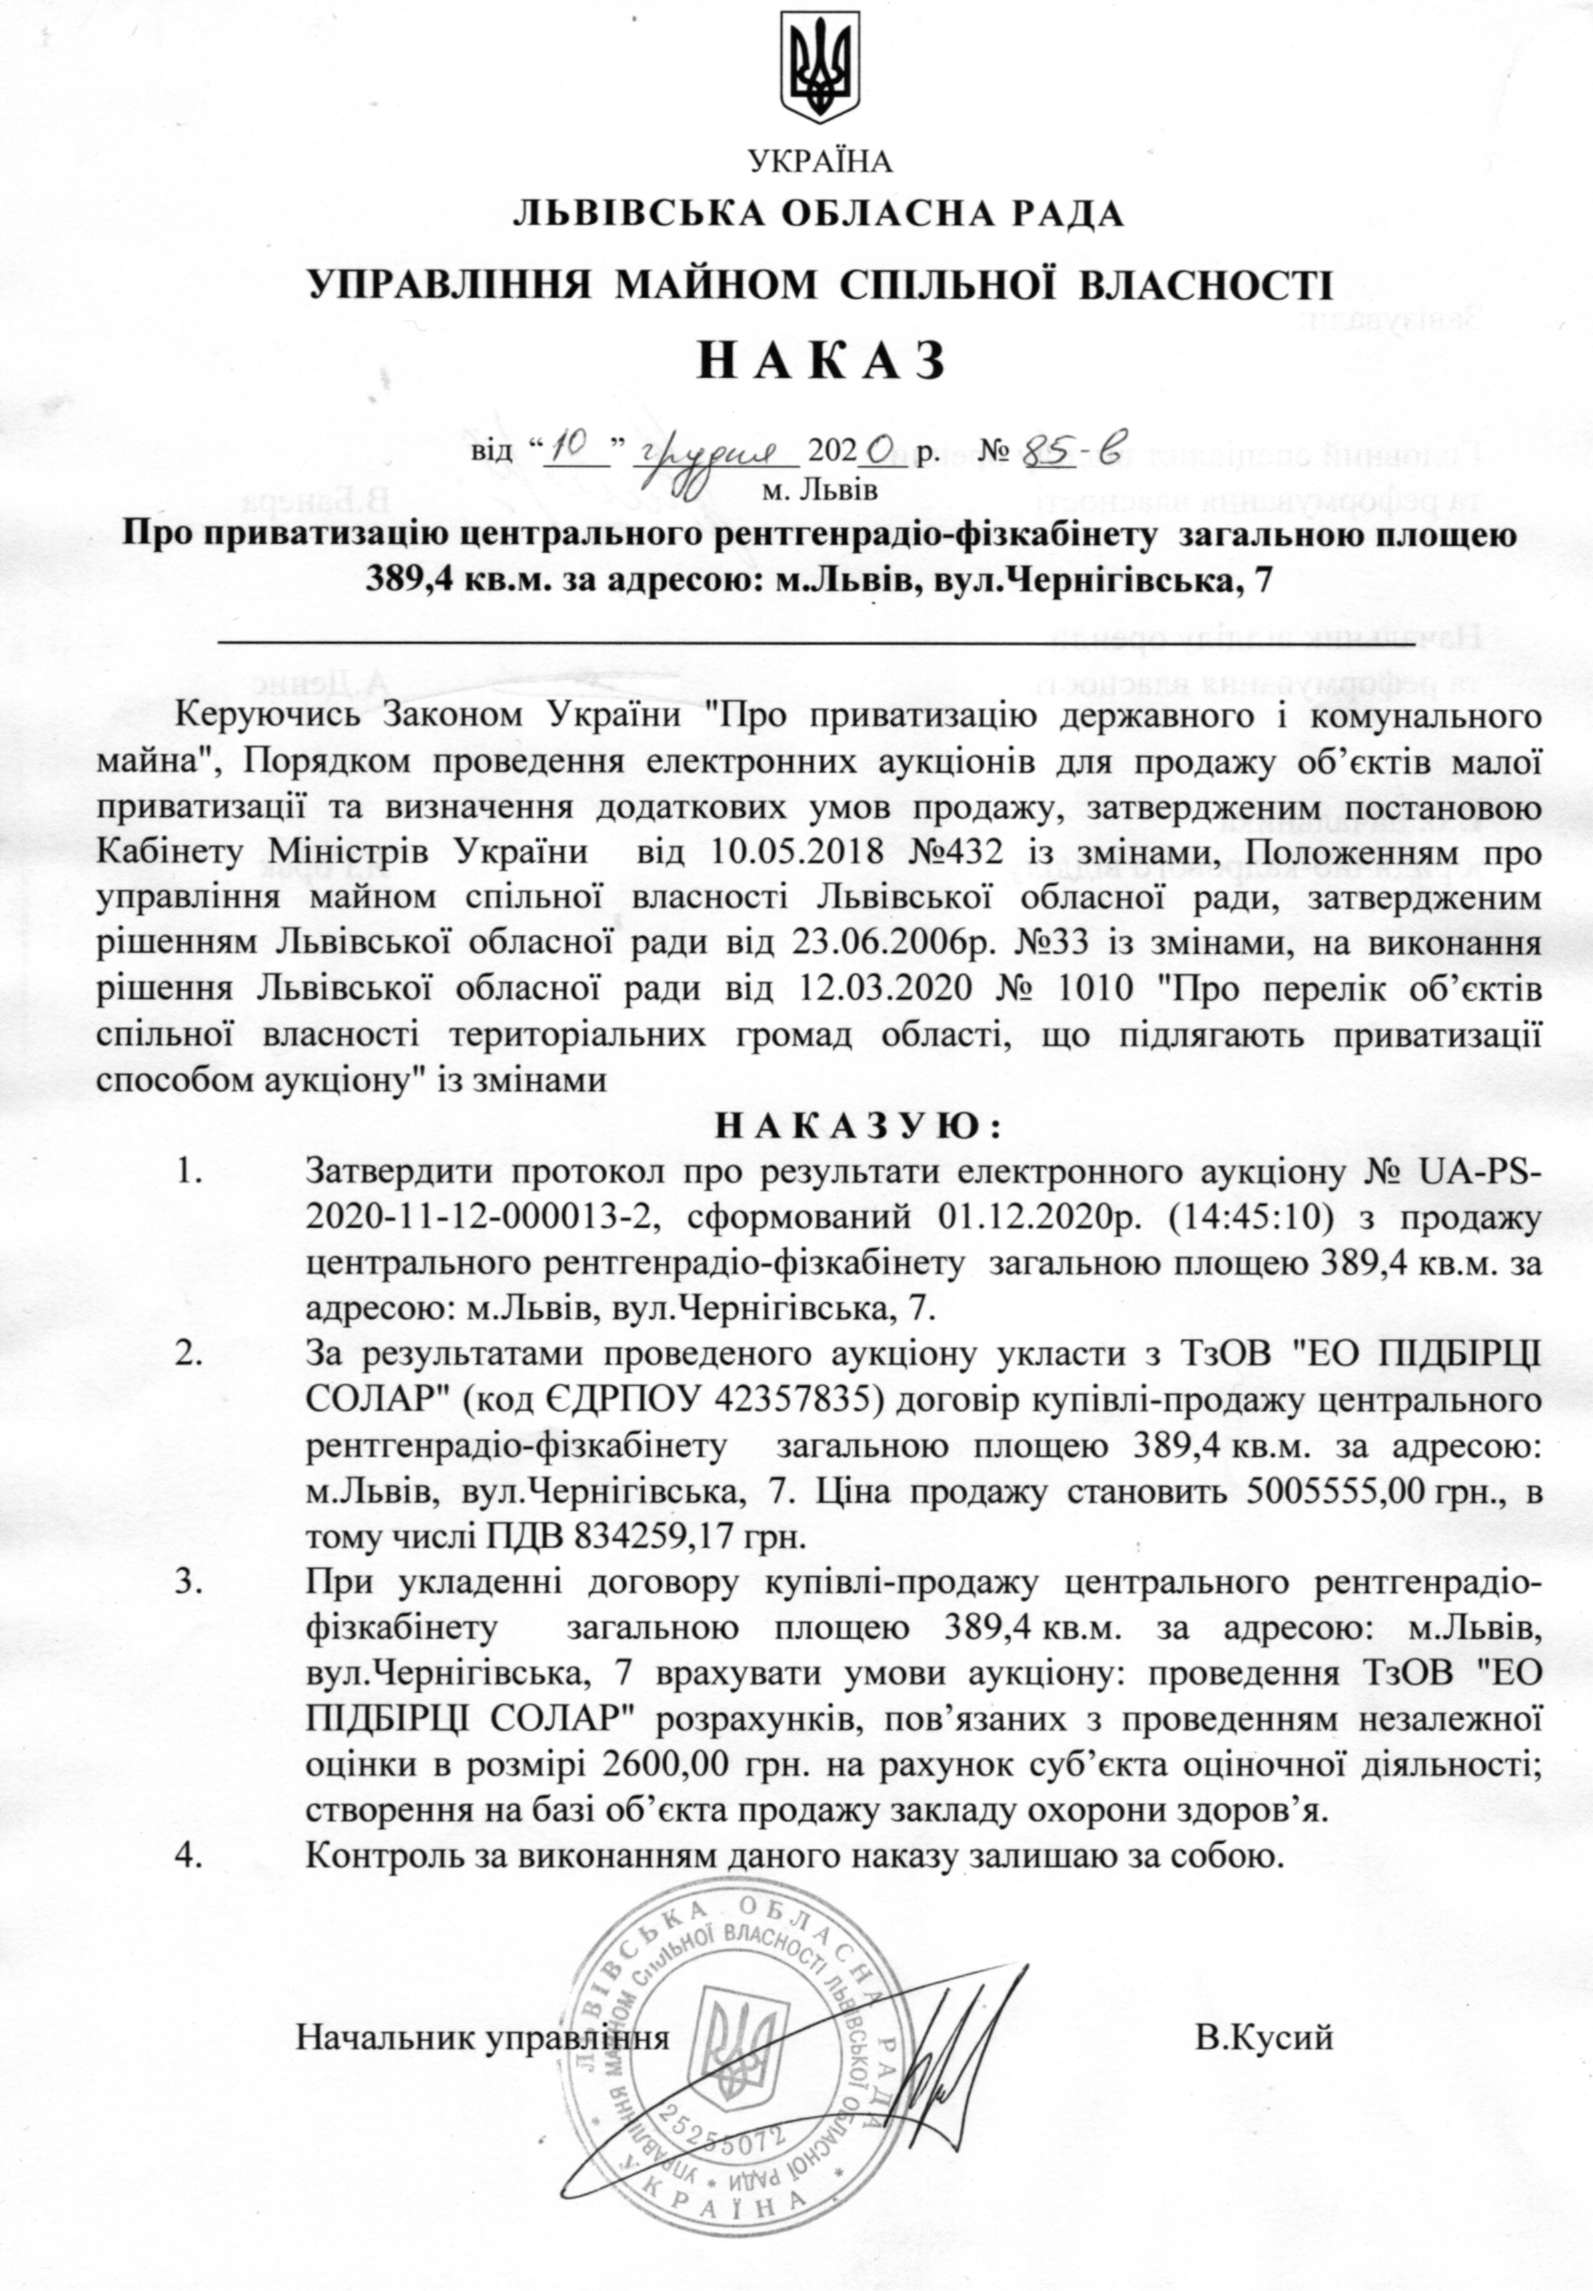 УКРАЇНА
ЛЬВІВСЬКА ОБЛАСНА РАДА
УПРАВЛІННЯ МАЙНОМ СПІЛЬНОЇ ВЛАСНОСТІ
Н А К А З
від “10” грудня 2020 р. № 85-в
м. Львів
Про приватизацію центрального рентгенрадіо-фізкабінету загальною площею
389,4 кв.м. за адресою: м.Львів, вул.Чернігівська, 7
Керуючись Законом України "Про приватизацію державного і комунального
майна", Порядком проведення електронних аукціонів для продажу об’єктів малої
приватизації та визначення додаткових умов продажу, затвердженим постановою
Кабінету Міністрів України від 10.05.2018 №432 із змінами, Положенням про
управління майном спільної власності Львівської обласної ради, затвердженим
рішенням Львівської обласної ради від 23.06.2006р. №33 із змінами, на виконання
рішення Львівської обласної ради від 12.03.2020 № 1010 "Про перелік об’єктів
спільної власності територіальних громад області, що підлягають приватизації
способом аукціону" із змінами
Н А К А З У Ю :
1. Затвердити протокол про результати електронного аукціону № UA-PS-
2020-11-12-000013-2, сформований 01.12.2020р. (14:45:10) з продажу
центрального рентгенрадіо-фізкабінету загальною площею 389,4 кв.м. за
адресою: м.Львів, вул.Чернігівська, 7.
2. За результатами проведеного аукціону укласти з ТзОВ "ЕО ПІДБІРЦІ
СОЛАР" (код ЄДРПОУ 42357835) договір купівлі-продажу центрального
рентгенрадіо-фізкабінету загальною площею 389,4 кв.м. за адресою:
м.Львів, вул.Чернігівська, 7. Ціна продажу становить 5005555,00 грн., в
тому числі ПДВ 834259,17 грн.
3. При укладенні договору купівлі-продажу центрального рентгенрадіо-
фізкабінету загальною площею 389,4 кв.м. за адресою: м.Львів,
вул.Чернігівська, 7 врахувати умови аукціону: проведення ТзОВ "ЕО
ПІДБІРЦІ СОЛАР" розрахунків, пов’язаних з проведенням незалежної
оцінки в розмірі 2600,00 грн. на рахунок суб’єкта оціночної діяльності;
створення на базі об’єкта продажу закладу охорони здоров’я.
4. Контроль за виконанням даного наказу залишаю за собою.
Начальник управління В.Кусий
ЛЬВІВСЬКА ОБЛАСНА РАДА * УКРАЇНА *
УПРАВЛІННЯ МАЙНОМ СПІЛЬНОЇ ВЛАСНОСТІ ЛЬВІВСЬКОЇ ОБЛАСНОЇ РАДИ *
25255072